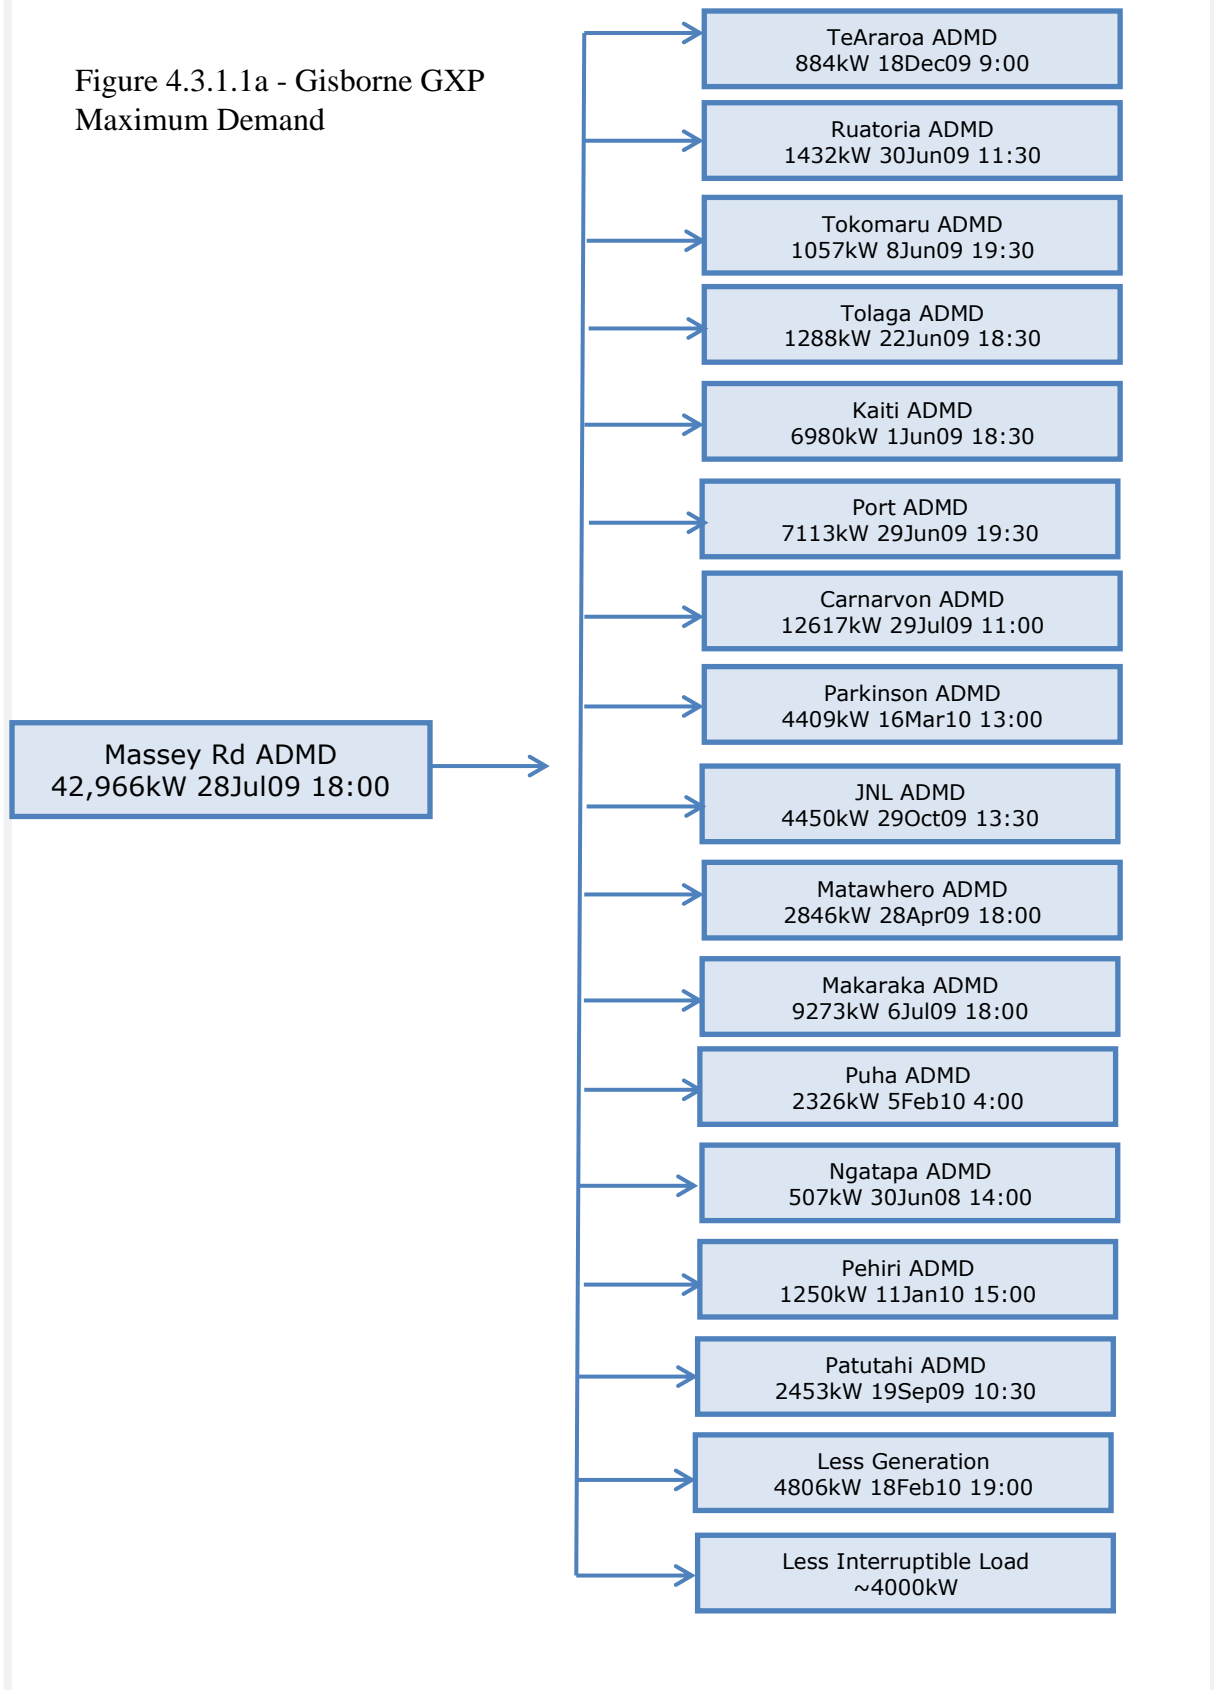 Figure 4.3.1.1a - Gisborne GXP
Maximum Demand
TeAraroa ADMD
884kW 18Dec09 9:00
Ruatoria ADMD
1432kW 30Jun09 11:30
Tokomaru ADMD
1057kW 8Jun09 19:30
Tolaga ADMD
1288kW 22Jun09 18:30
Kaiti ADMD
6980kW 1Jun09 18:30
Port ADMD
7113kW 29Jun09 19:30
Carnarvon ADMD
12617kW 29Jul09 11:00
Parkinson ADMD
4409kW 16Mar10 13:00
Massey Rd ADMD
42,966kW 28Jul09 18:00
JNL ADMD
4450kW 29Oct09 13:30
Matawhero ADMD
2846kW 28Apr09 18:00
Makaraka ADMD
9273kW 6Jul09 18:00
Puha ADMD
2326kW 5Feb10 4:00
Ngatapa ADMD
507kW 30Jun08 14:00
Pehiri ADMD
1250kW 11Jan10 15:00
Patutahi ADMD
2453kW 19Sep09 10:30
Less Generation
4806kW 18Feb10 19:00
Less Interruptible Load
~4000kW